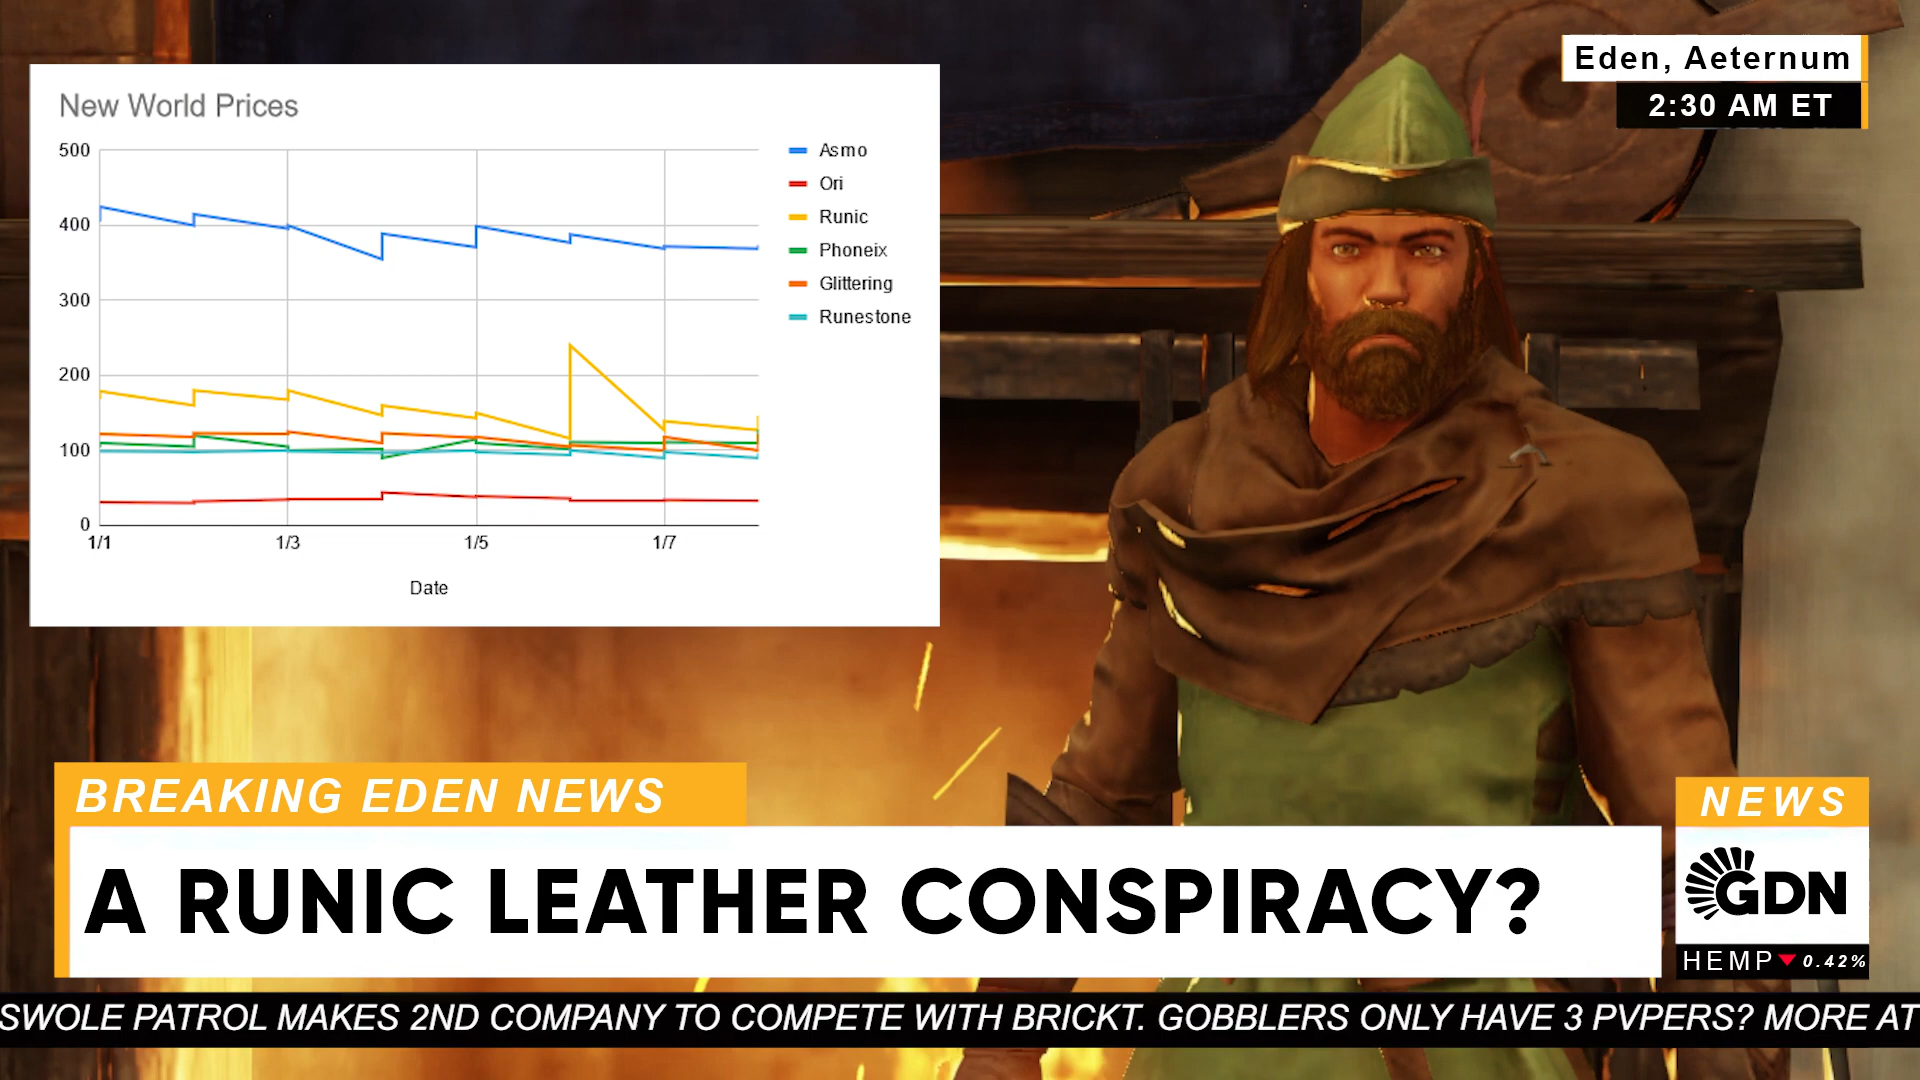 Eden, Aeternum
2:30 AM ET
New World Prices
500
400
300
200
100
0
1/1 1/3 1/5 1/7
Date
Asmo
Ori
Runic
Phoneix
Glittering
Runestone
BREAKING EDEN NEWS
A RUNIC LEATHER CONSPIRACY?
NEWS
GDN
HEMP 0.42%
SWOLE PATROL MAKES 2ND COMPANY TO COMPETE WITH BRICKT. GOBBLERS ONLY HAVE 3 PVPERS? MORE AT